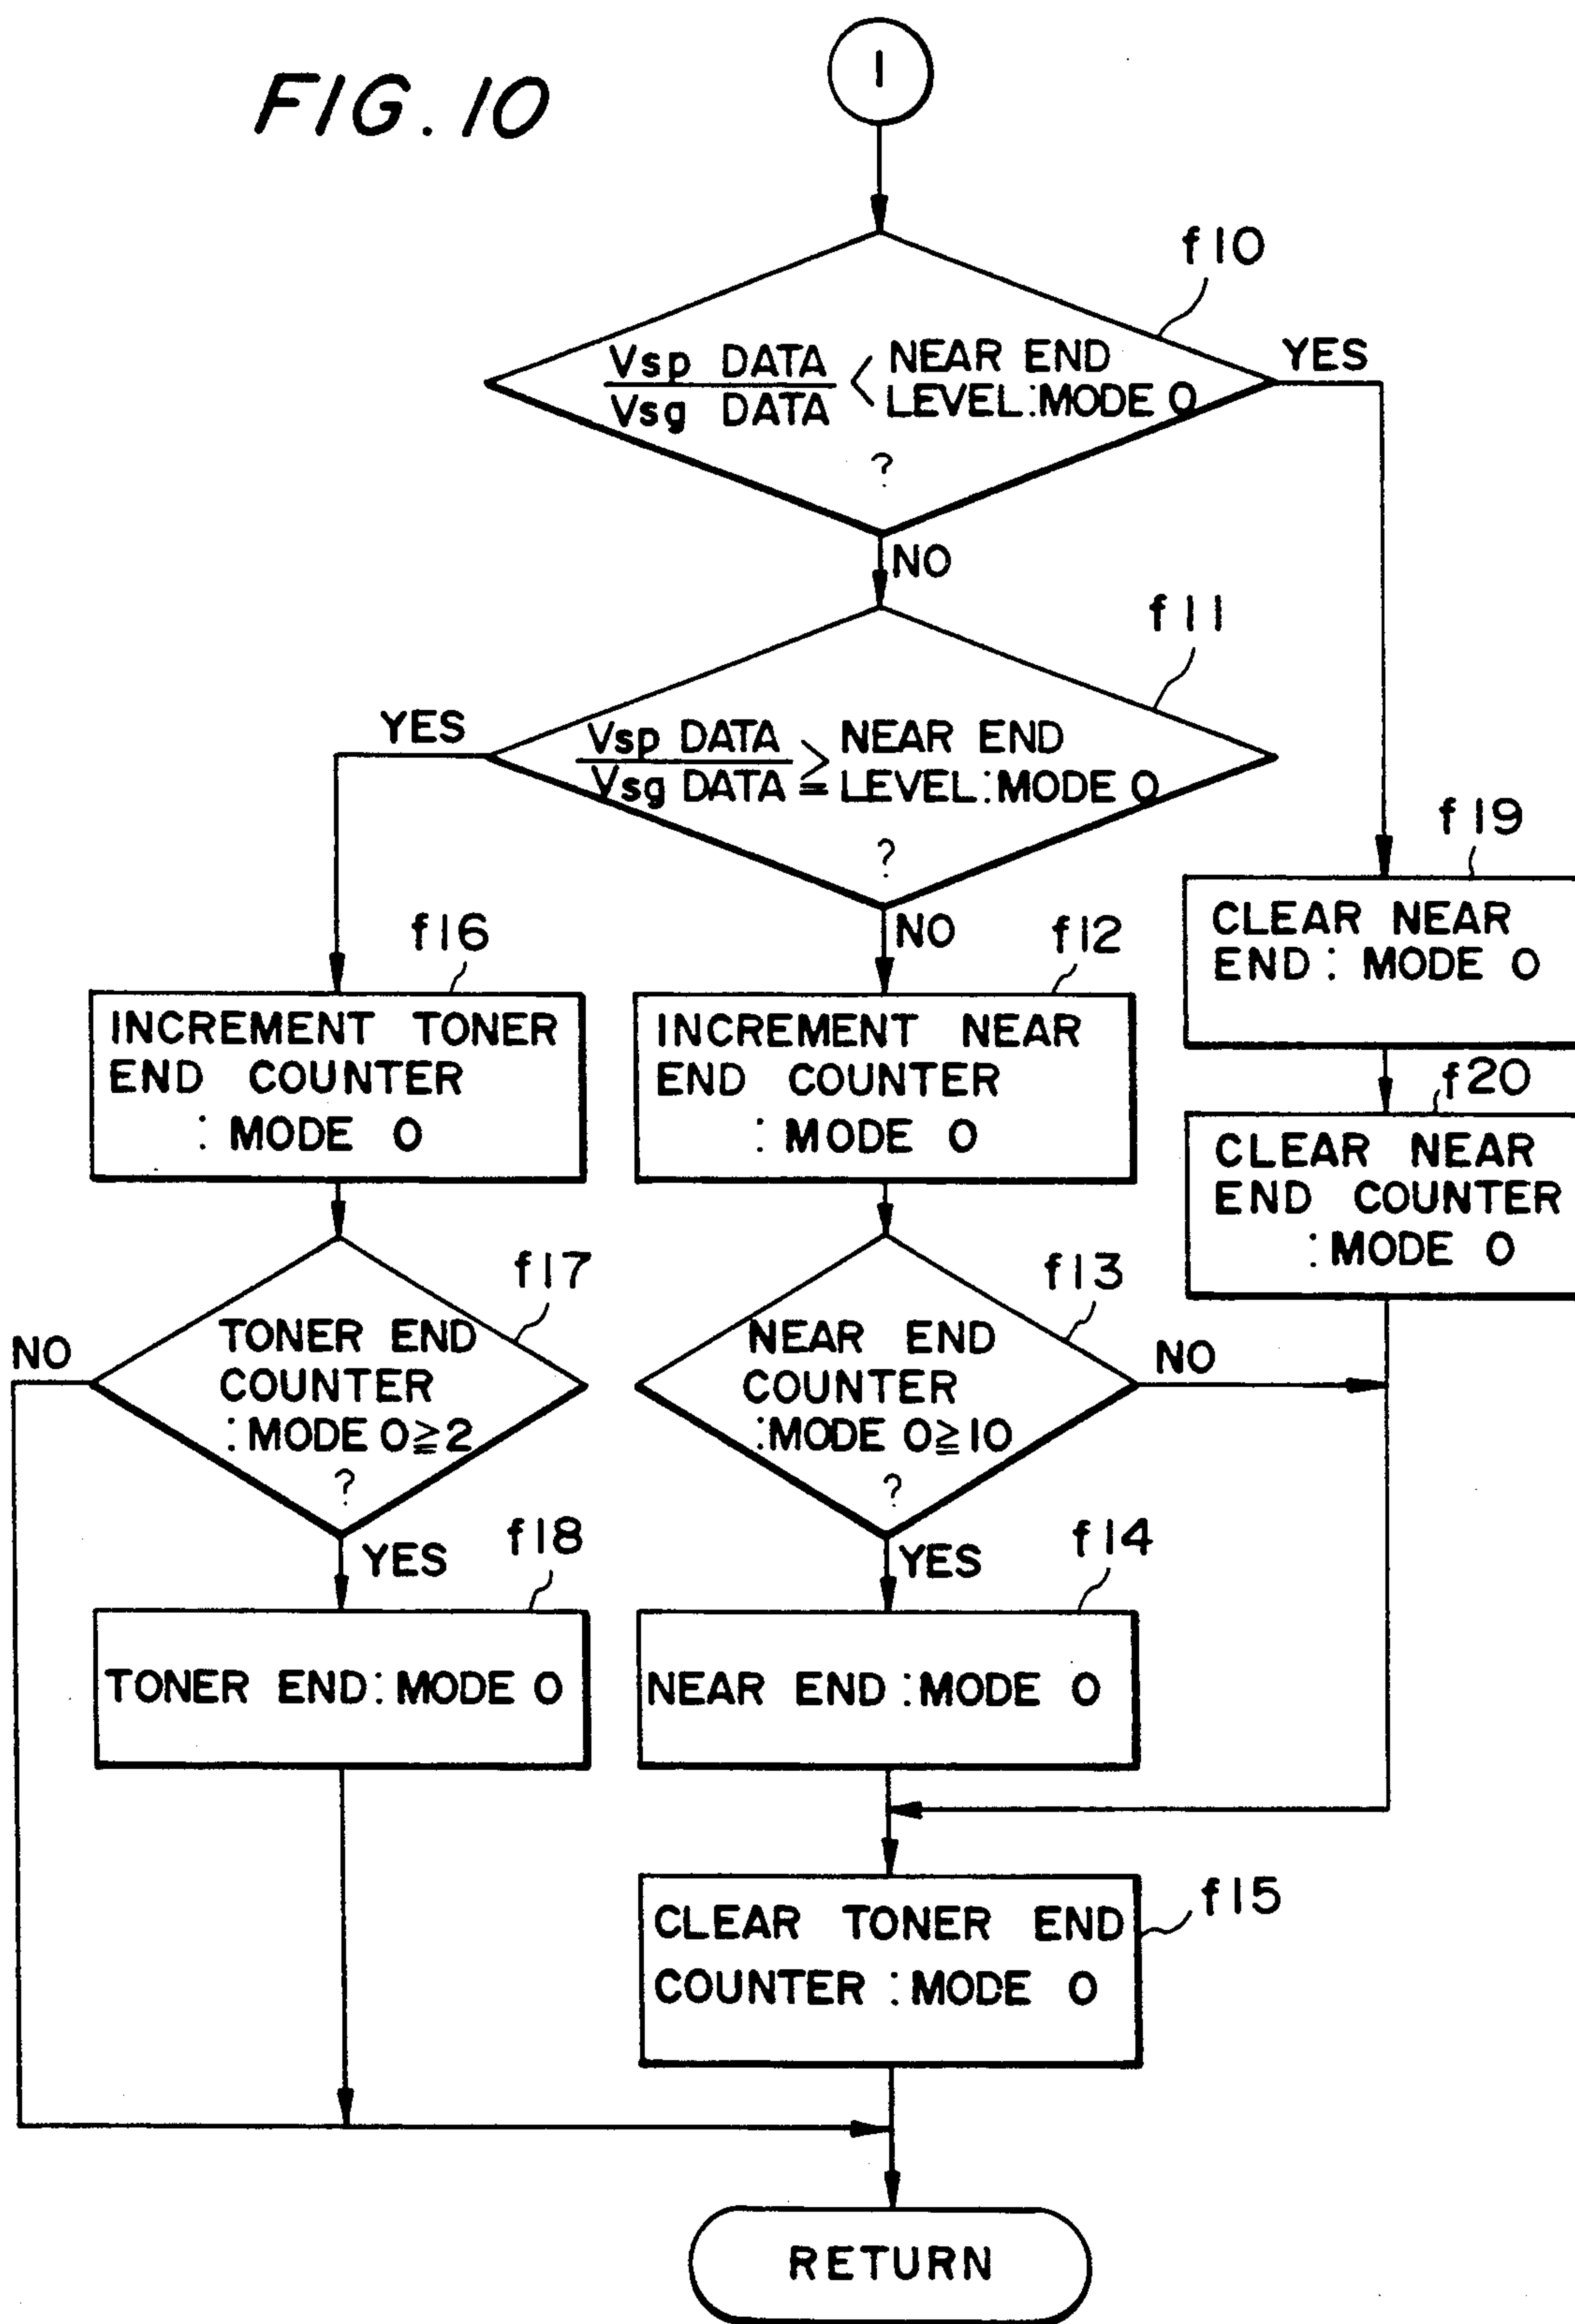 FIG. 10
1
f10
Vsp DATA
Vsg DATA
<
NEAR END
LEVEL:MODE 0
?
YES
NO
f11
Vsp DATA
Vsg DATA
≧
NEAR END
LEVEL:MODE 0
?
YES
NO
f19
CLEAR NEAR
END: MODE 0
f16
INCREMENT TONER
END COUNTER
: MODE 0
f12
INCREMENT NEAR
END COUNTER
: MODE 0
f20
CLEAR NEAR
END COUNTER
:MODE 0
f17
TONER END
COUNTER
:MODE 0≧2
?
NO
YES
f13
NEAR END
COUNTER
:MODE 0≧10
?
NO
YES
f18
TONER END:MODE 0
f14
NEAR END:MODE 0
f15
CLEAR TONER END
COUNTER :MODE 0
RETURN